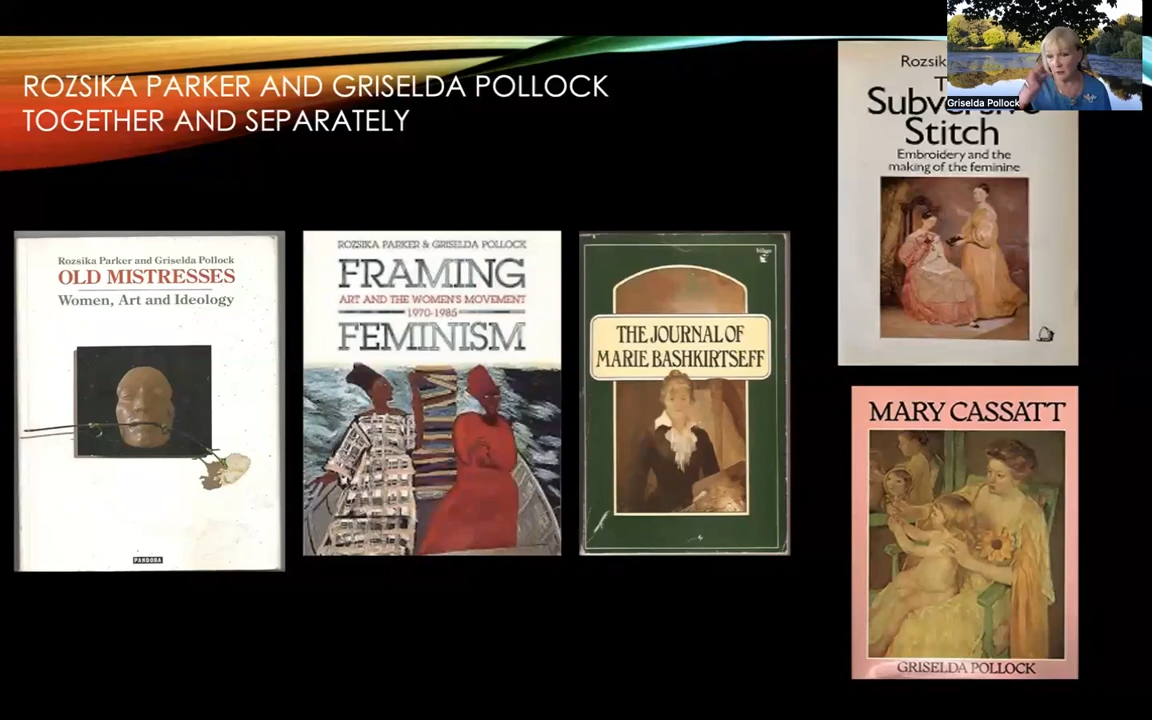 ROZSIKA PARKER AND GRISELDA POLLOCK
TOGETHER AND SEPARATELY
Rozsika Parker and Griselda Pollock
OLD MISTRESSES
Women, Art and Ideology
PANDORA
ROZSIKA PARKER & GRISELDA POLLOCK
FRAMING
ART AND THE WOMEN'S MOVEMENT
1970-1985
FEMINISM
THE JOURNAL OF
MARIE BASHKIRTSEFF
Griselda Pollock
Stitch
Embroidery and the
making of the feminine
MARY CASSATT
GRISELDA POLLOCK